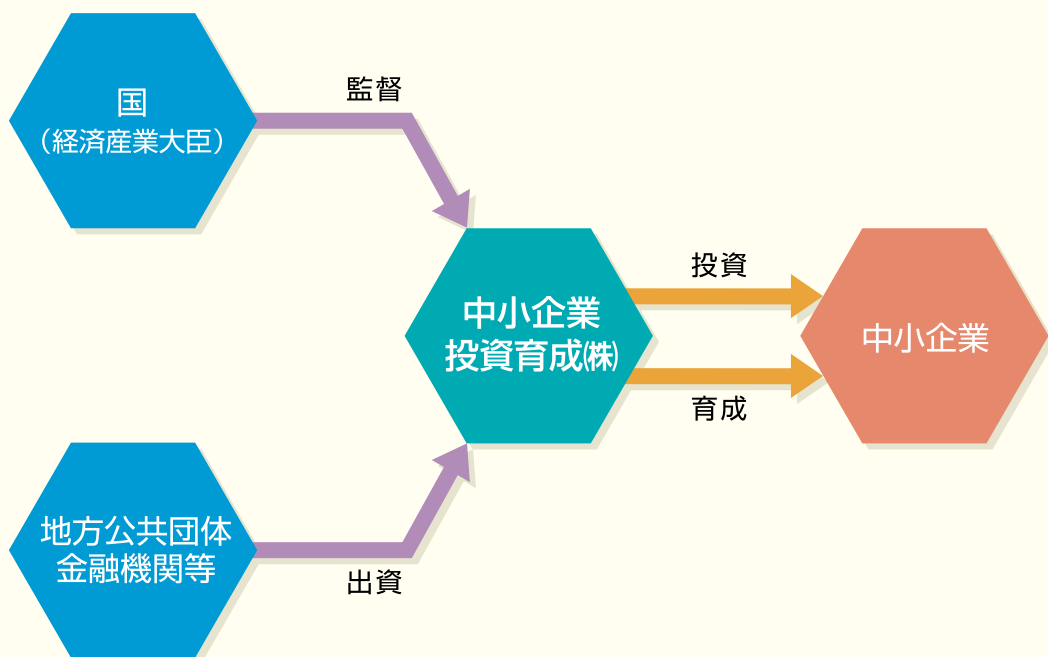 国
（経済産業大臣）
監督
中小企業
投資育成㈱
投資
育成
中小企業
地方公共団体
金融機関等
出資